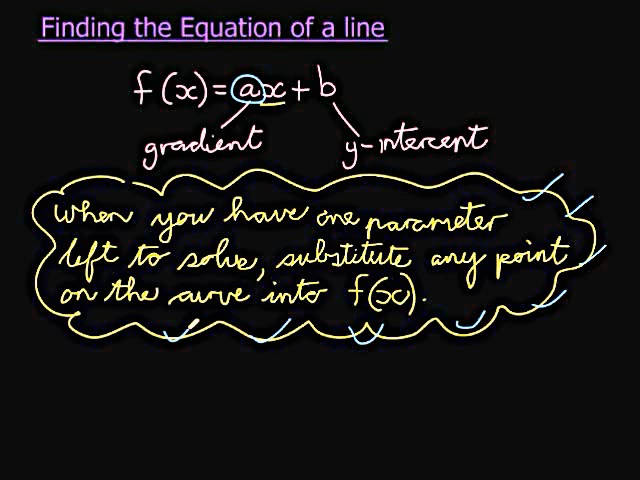 Finding the Equation of a line
f(x) = ax + b
gradient y-intercept
When you have one parameter
left to solve, substitute any point
on the curve into f(x).